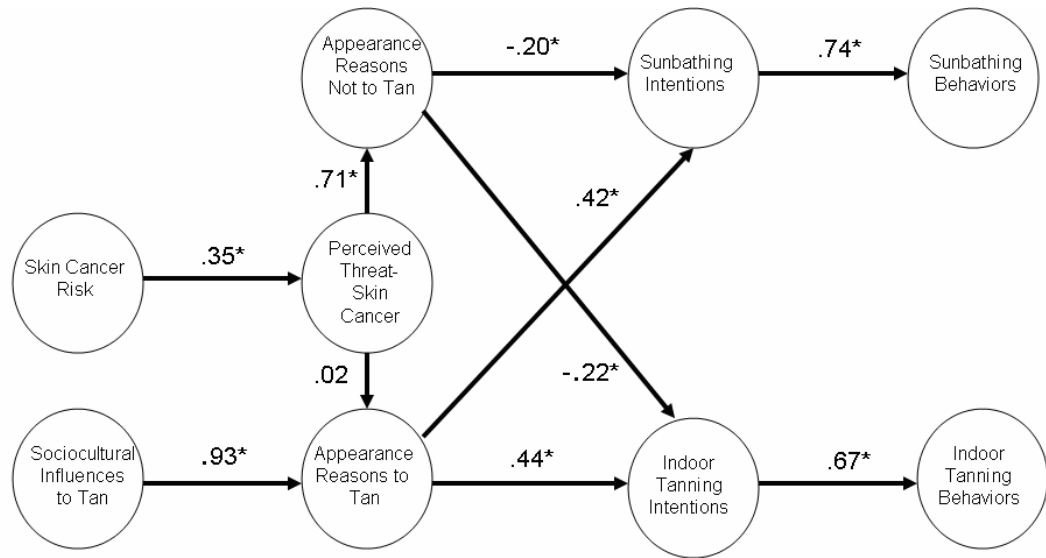 Appearance
Reasons
Not to Tan
-.20*
Sunbathing
Intentions
.74*
Sunbathing
Behaviors
.71*
.42*
Skin Cancer
Risk
.35*
Perceived
Threat-
Skin
Cancer
.02
-.22*
Sociocultural
Influences
to Tan
.93*
Appearance
Reasons to
Tan
.44*
Indoor
Tanning
Intentions
.67*
Indoor
Tanning
Behaviors